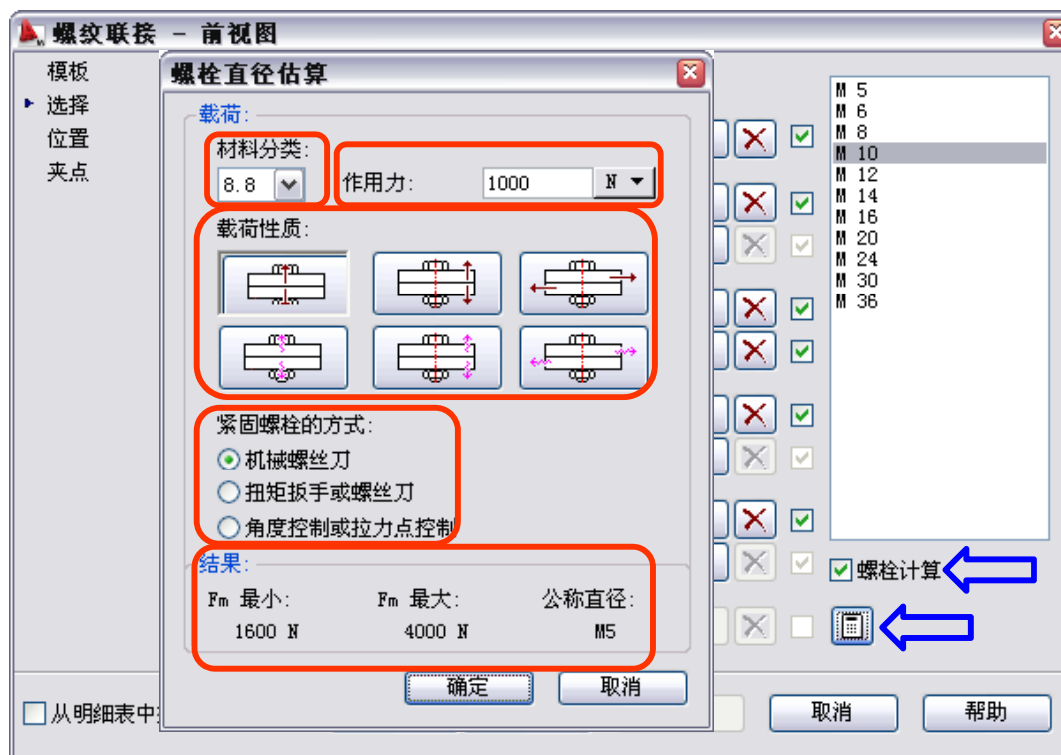 螺纹联接 - 前视图
模板
选择
位置
夹点
螺栓直径估算
载荷:
材料分类:
8.8
作用力: 1000 N
载荷性质:
紧固螺栓的方式:
机械螺丝刀
扭矩扳手或螺丝刀
角度控制或拉力点控制
结果:
Fm 最小: Fm 最大: 公称直径:
1600 N 4000 N M5
确定 取消
M 5
M 6
M 8
M 10
M 12
M 14
M 16
M 20
M 24
M 30
M 36
螺栓计算
从明细表中
取消 帮助